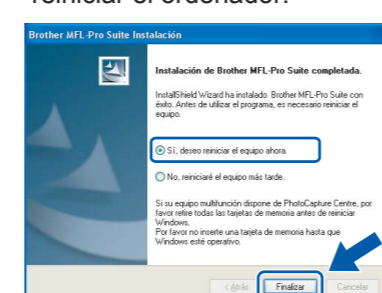 reiniciar el ordenador.
Brother MFL-Pro Suite Instalación
Instalación de Brother MFL-Pro Suite completada.
InstallShield Wizard ha instalado Brother MFL-Pro Suite con
éxito. Antes de utilizar el programa, es necesario reiniciar el
equipo.
Sí, deseo reiniciar el equipo ahora.
No, reiniciaré el equipo más tarde.
Si su equipo multifunción dispone de PhotoCapture Centre, por
favor retire todas las tarjetas de memoria antes de reiniciar
Windows.
Por favor no inserte una tarjeta de memoria hasta que
Windows esté operativo.
< Atrás Finalizar Cancelar